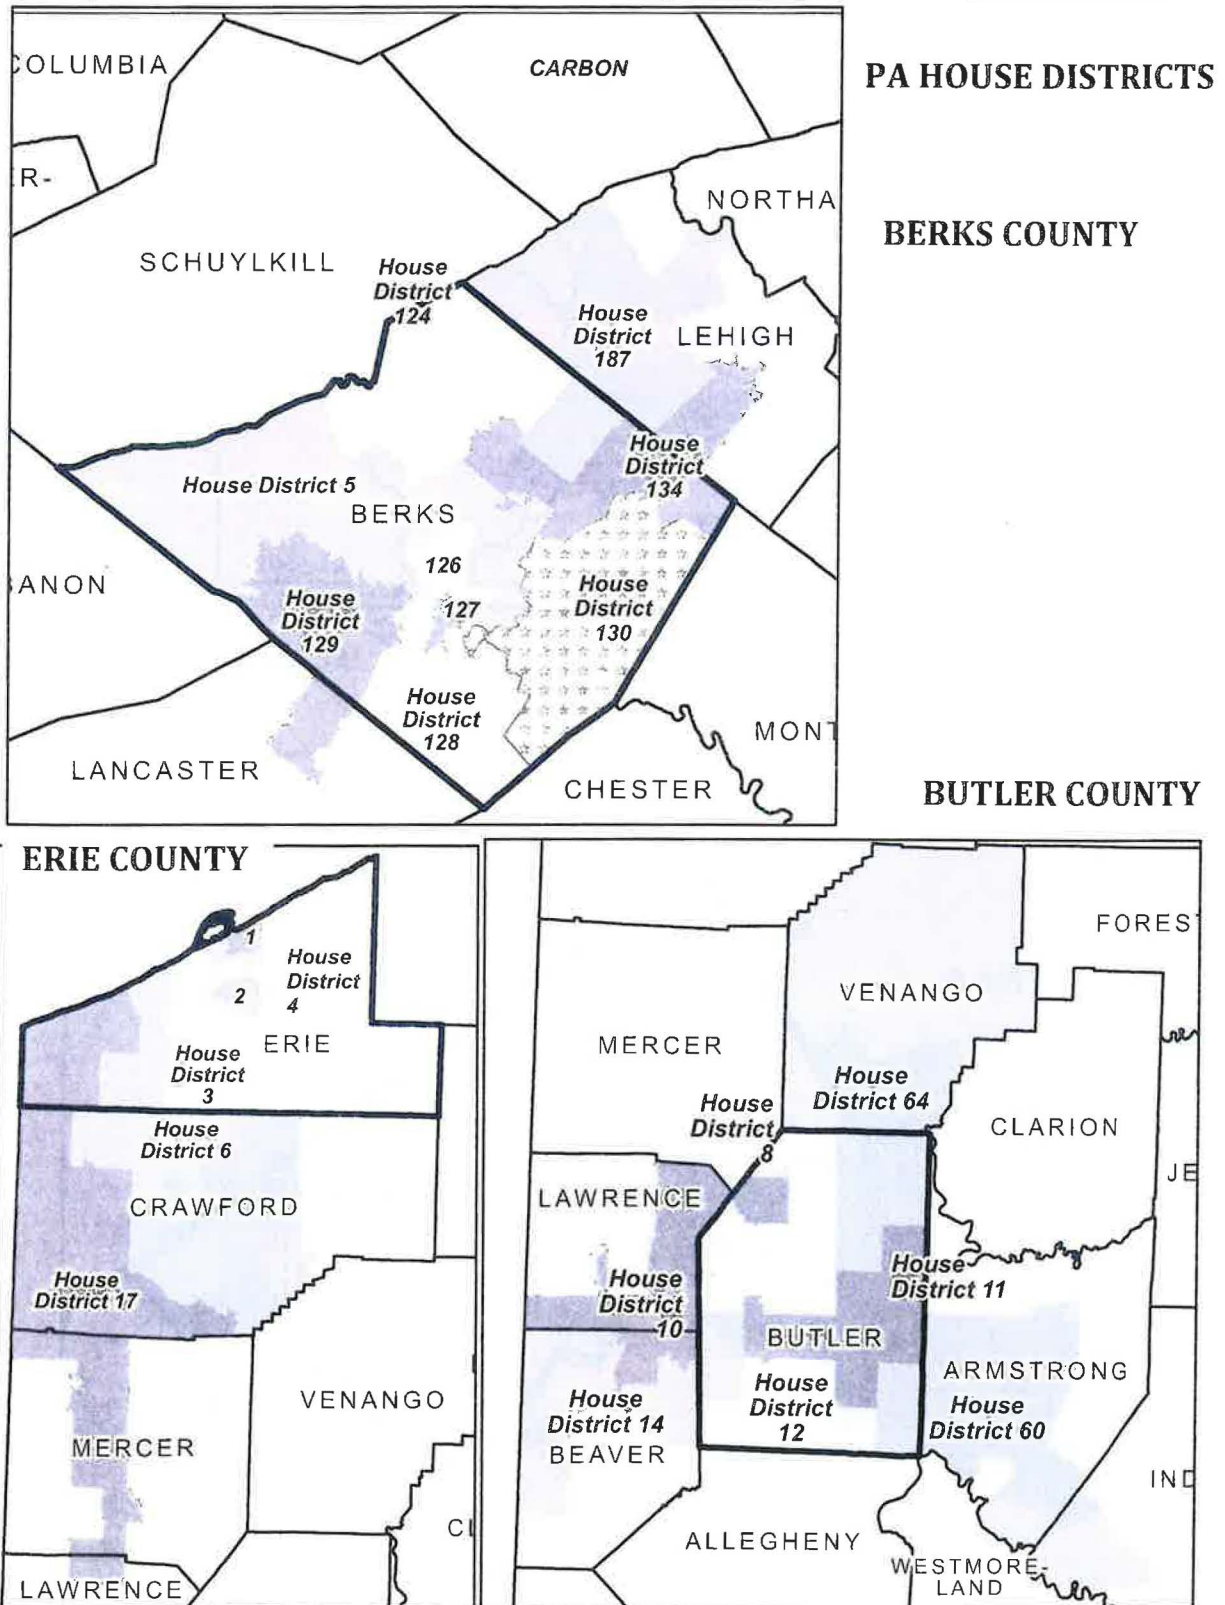 PA HOUSE DISTRICTS
BERKS COUNTY
COLUMBIA
CARBON
R-
NORTHA
SCHUYLKILL
House
District
124
House
District
187
LEHIGH
House
District
134
House District 5
BERKS
126
ANON
House
District
129
127
House
District
130
House
District
128
MONT
LANCASTER
CHESTER
BUTLER COUNTY
ERIE COUNTY
1
House
District
4
2
ERIE
House
District
3
House
District 6
CRAWFORD
House
District 17
VENANGO
MERCER
CL
LAWRENCE
FOREST
VENANGO
MERCER
House
District 64
House
District
8
CLARION
JE
LAWRENCE
House
District 11
House
District
10
BUTLER
ARMSTRONG
House
District
12
House
District 14
House
District 60
BEAVER
IND
ALLEGHENY
WESTMORE-
LAND